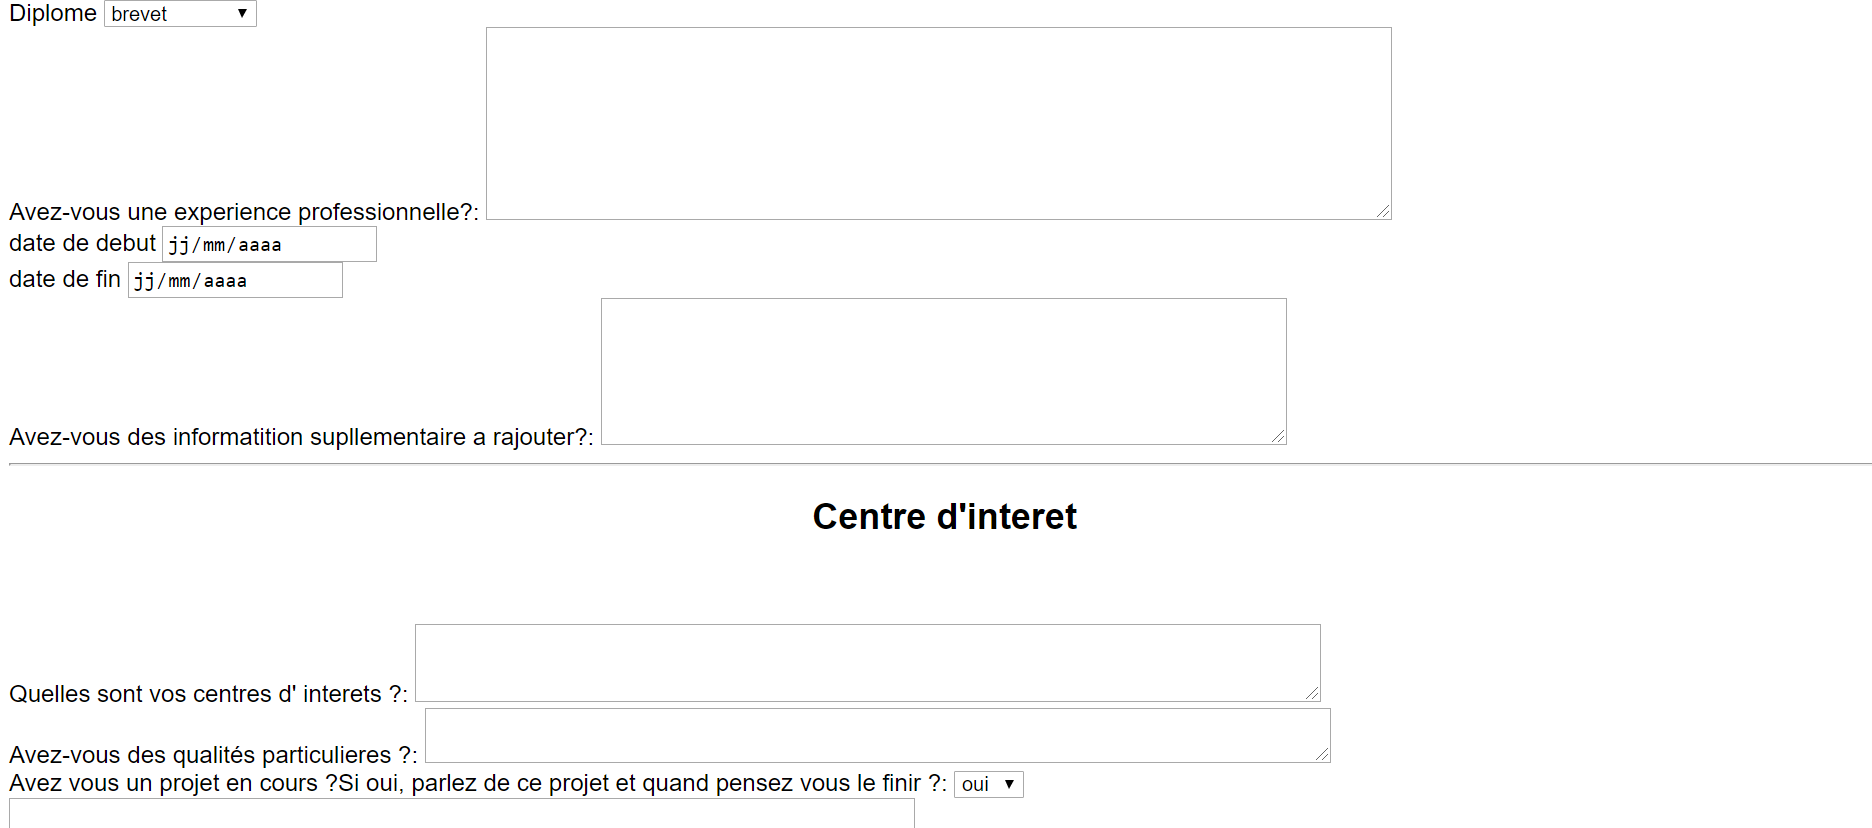 Diplome brevet
Avez-vous une experience professionnelle?:
date de debut jj/mm/aaaa
date de fin jj/mm/aaaa
Avez-vous des informatition supllementaire a rajouter?:
Centre d'interet
Quelles sont vos centres d' interets ?:
Avez-vous des qualités particulieres ?:
Avez vous un projet en cours ?Si oui, parlez de ce projet et quand pensez vous le finir ?: oui